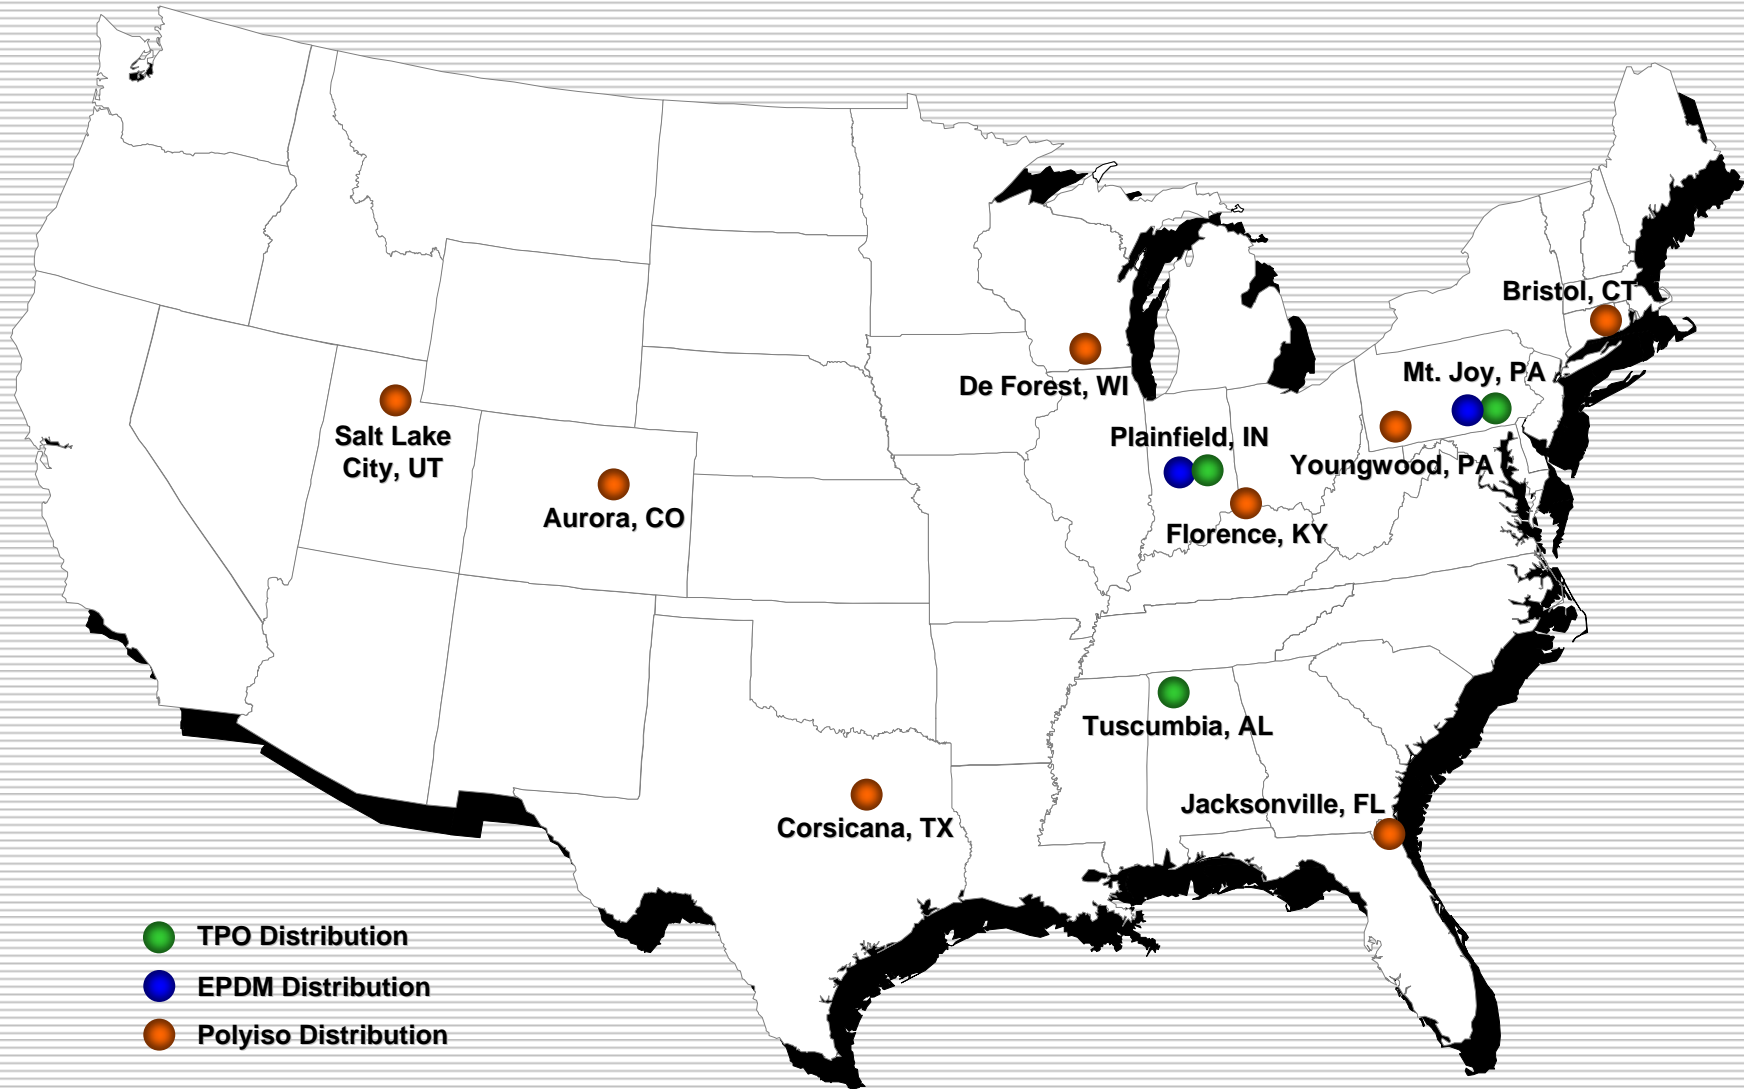 Bristol, CT
Mt. Joy, PA
De Forest, WI
Plainfield, IN
Salt Lake
City, UT
Youngwood, PA
Aurora, CO
Florence, KY
Tuscumbia, AL
Jacksonville, FL
Corsicana, TX
TPO Distribution
EPDM Distribution
Polyiso Distribution